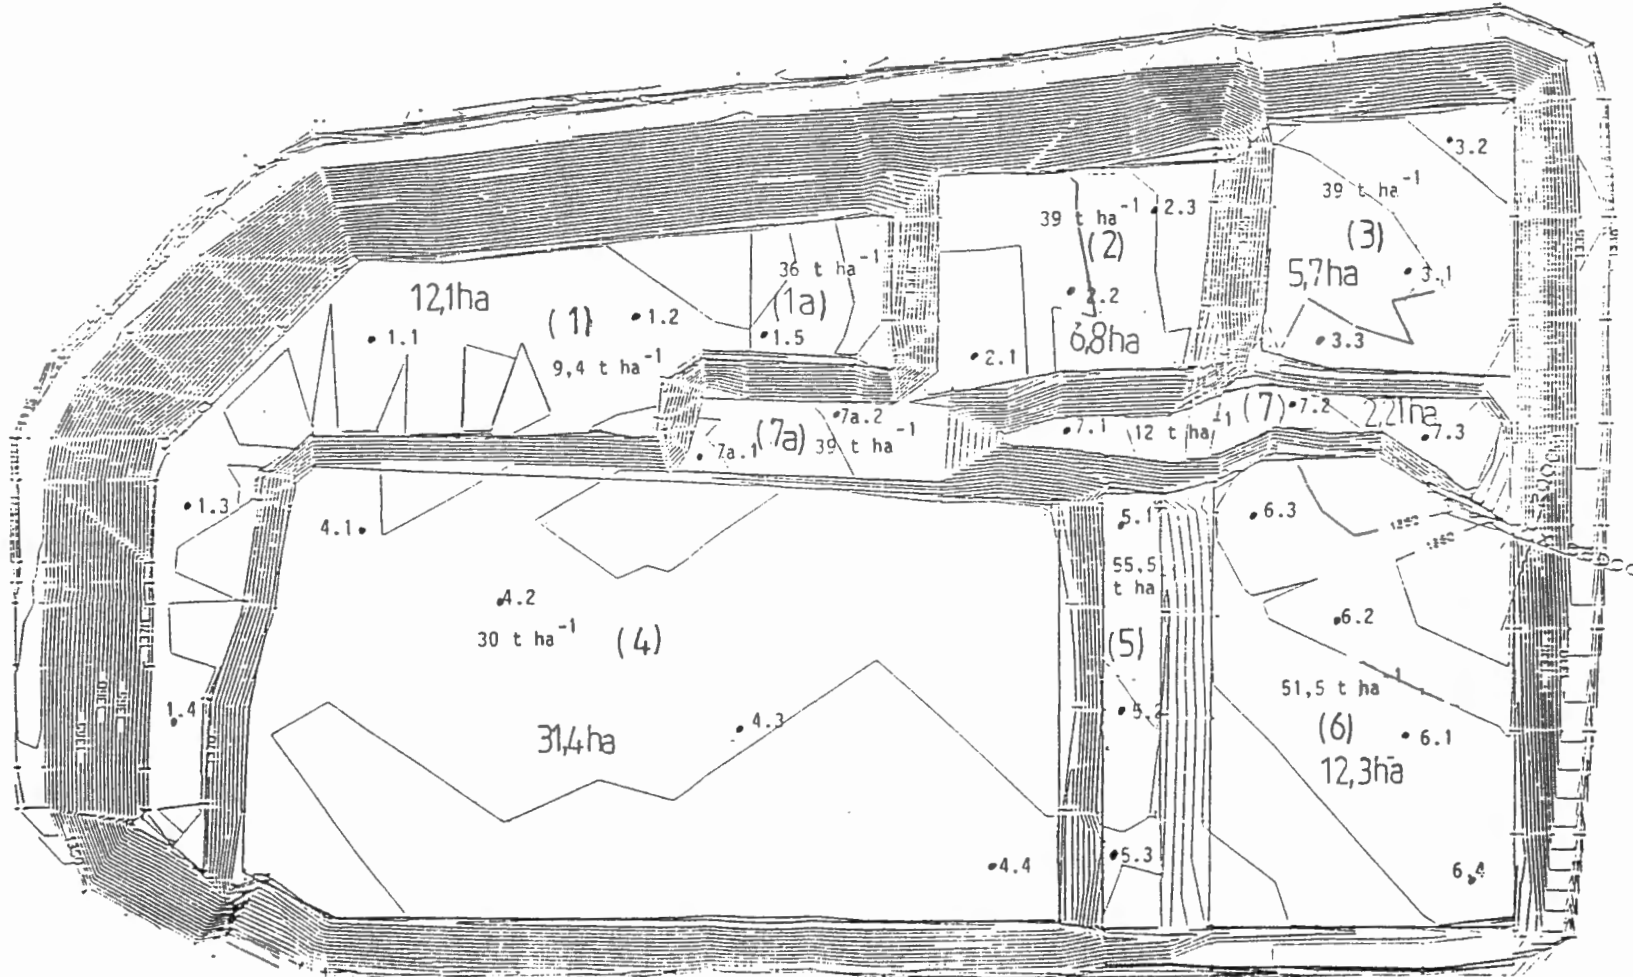 3.2
39 t ha⁻¹
39 t ha⁻¹
2.3
(2)
(3)
36 t ha⁻¹
5,7ha
3.1
12,1ha
(1a)
2.2
(1)
1.2
1.1
1.5
6,8ha
3.3
2.1
9,4 t ha⁻¹
7a.2
(7)
7.2
2,21ha
7a.1
(7a)
39 t ha⁻¹
7.1
12 t ha⁻¹
7.3
1.3
4.1
5.1
6.3
55.5
t ha
4.2
6.2
30 t ha⁻¹
(4)
(5)
51,5 t ha⁻¹
1.4
4.3
5.2
(6)
6.1
31,4ha
12,3ha
5.3
4.4
6.4